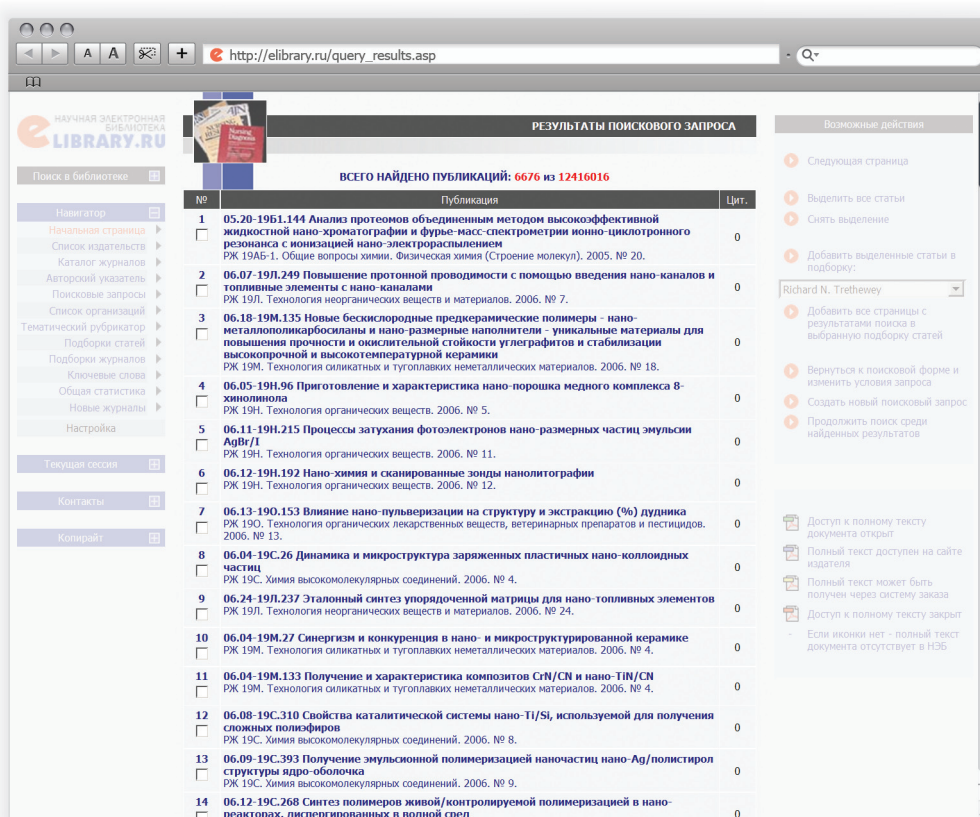 A A + http://elibrary.ru/query_results.asp Q
НАУЧНАЯ ЭЛЕКТРОННАЯ
БИБЛИОТЕКА
eLIBRARY.RU
Поиск в библиотеке
Навигатор
Начальная страница
Список издательств
Каталог журналов
Авторский указатель
Поисковые запросы
Список организаций
Тематический рубрикатор
Подборки статей
Подборки журналов
Ключевые слова
Общая статистика
Новые журналы
Настройка
Текущая сессия
Контакты
Копирайт
AJN
Nursing
Diagnosis
РЕЗУЛЬТАТЫ ПОИСКОВОГО ЗАПРОСА
ВСЕГО НАЙДЕНО ПУБЛИКАЦИЙ: 6676 из 12416016
№ Публикация Цит.
1 05.20-19Б1.144 Анализ протеомов объединенным методом высокоэффективной
жидкостной нано-хроматографии и фурье-масс-спектрометрии ионно-циклотронного
резонанса с ионизацией нано-электрораспылением
РЖ 19АБ-1. Общие вопросы химии. Физическая химия (Строение молекул). 2005. № 20.
0
2 06.07-19Л.249 Повышение протонной проводимости с помощью введения нано-каналов и
топливные элементы с нано-каналами
РЖ 19Л. Технология неорганических веществ и материалов. 2006. № 7.
0
3 06.18-19М.135 Новые бескислородные предкерамические полимеры - нано-
металлополикарбосиланы и нано-размерные наполнители - уникальные материалы для
повышения прочности и окислительной стойкости углеграфитов и стабилизации
высокопрочной и высокотемпературной керамики
РЖ 19М. Технология силикатных и тугоплавких неметаллических материалов. 2006. № 18.
0
4 06.05-19Н.96 Приготовление и характеристика нано-порошка медного комплекса 8-
хинолинола
РЖ 19Н. Технология органических веществ. 2006. № 5.
0
5 06.11-19Н.215 Процессы затухания фотоэлектронов нано-размерных частиц эмульсии
AgBr/I
РЖ 19Н. Технология органических веществ. 2006. № 11.
0
6 06.12-19Н.192 Нано-химия и сканированные зонды нанолитографии
РЖ 19Н. Технология органических веществ. 2006. № 12.
0
7 06.13-19О.153 Влияние нано-пульверизации на структуру и экстракцию (%) дудника
РЖ 19О. Технология органических лекарственных веществ, ветеринарных препаратов и пестицидов.
2006. № 13.
0
8 06.04-19С.26 Динамика и микроструктура заряженных пластичных нано-коллоидных
частиц
РЖ 19С. Химия высокомолекулярных соединений. 2006. № 4.
0
9 06.24-19Л.237 Эталонный синтез упорядоченной матрицы для нано-топливных элементов
РЖ 19Л. Технология неорганических веществ и материалов. 2006. № 24.
0
10 06.04-19М.27 Синергизм и конкуренция в нано- и микроструктурированной керамике
РЖ 19М. Технология силикатных и тугоплавких неметаллических материалов. 2006. № 4.
0
11 06.04-19М.133 Получение и характеристика композитов CrN/CN и нано-TiN/CN
РЖ 19М. Технология силикатных и тугоплавких неметаллических материалов. 2006. № 4.
0
12 06.08-19С.310 Свойства каталитической системы нано-Ti/Si, используемой для получения
сложных полиэфиров
РЖ 19С. Химия высокомолекулярных соединений. 2006. № 8.
0
13 06.09-19С.393 Получение эмульсионной полимеризацией наночастиц нано-Ag/полистирол
структуры ядро-оболочка
РЖ 19С. Химия высокомолекулярных соединений. 2006. № 9.
0
14 06.12-19С.268 Синтез полимеров живой/контролируемой полимеризацией в нано-
реакторах, диспергированных в водной сред
0
Возможные действия
Следующая страница
Выделить все статьи
Снять выделение
Добавить выделенные статьи в
подборку:
Richard N. Trethewey
Добавить все страницы с
результатами поиска в
выбранную подборку статей
Вернуться к поисковой форме и
изменить условия запроса
Создать новый поисковый запрос
Продолжить поиск среди
найденных результатов
Доступ к полному тексту
документа открыт
Полный текст доступен на сайте
издателя
Полный текст может быть
получен через систему заказа
Доступ к полному тексту закрыт
- Если иконки нет - полный текст
документа отсутствует в НЭБ